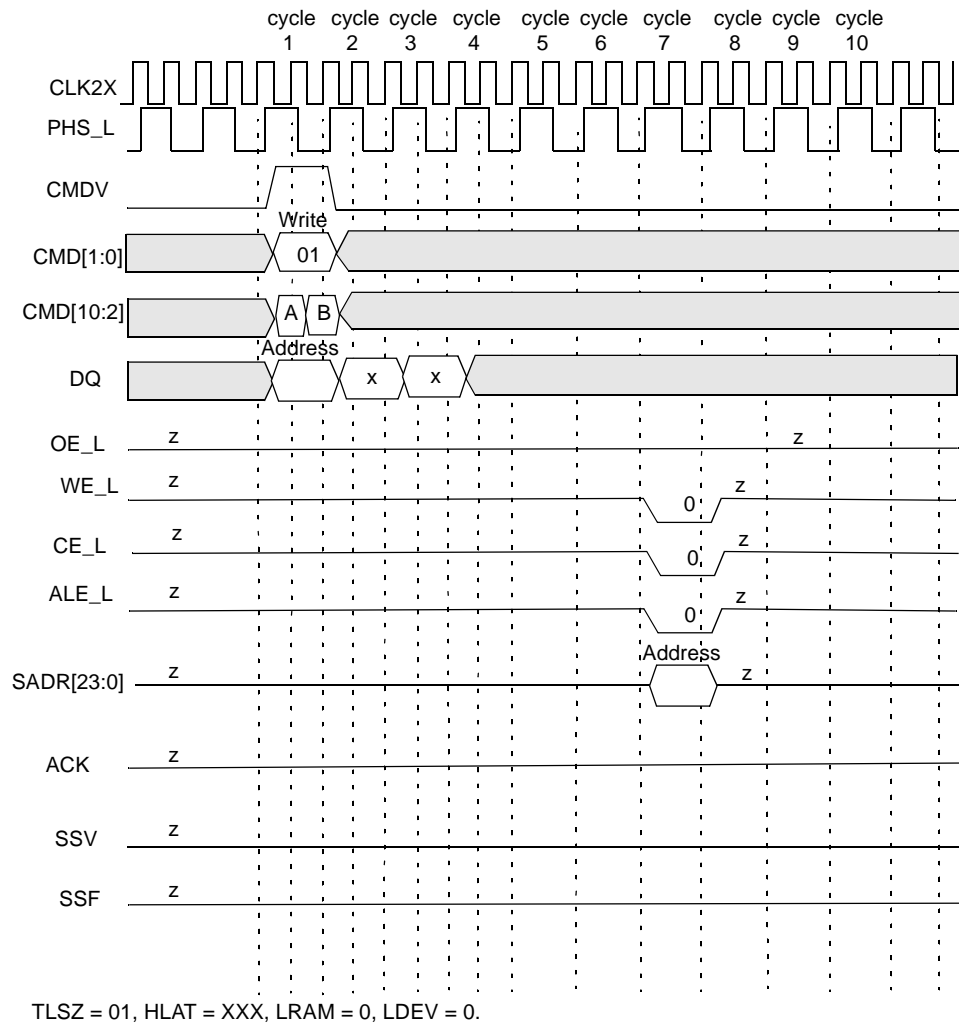 cycle cycle cycle cycle cycle cycle cycle cycle cycle cycle
1 2 3 4 5 6 7 8 9 10
CLK2X
PHS_L
CMDV
Write
CMD[1:0] 01
CMD[10:2] A B
Address
DQ x x
OE_L z z
WE_L z 0 z
CE_L z 0 z
ALE_L z 0 z
Address
SADR[23:0] z z
ACK z
SSV z
SSF z
TLSZ = 01, HLAT = XXX, LRAM = 0, LDEV = 0.